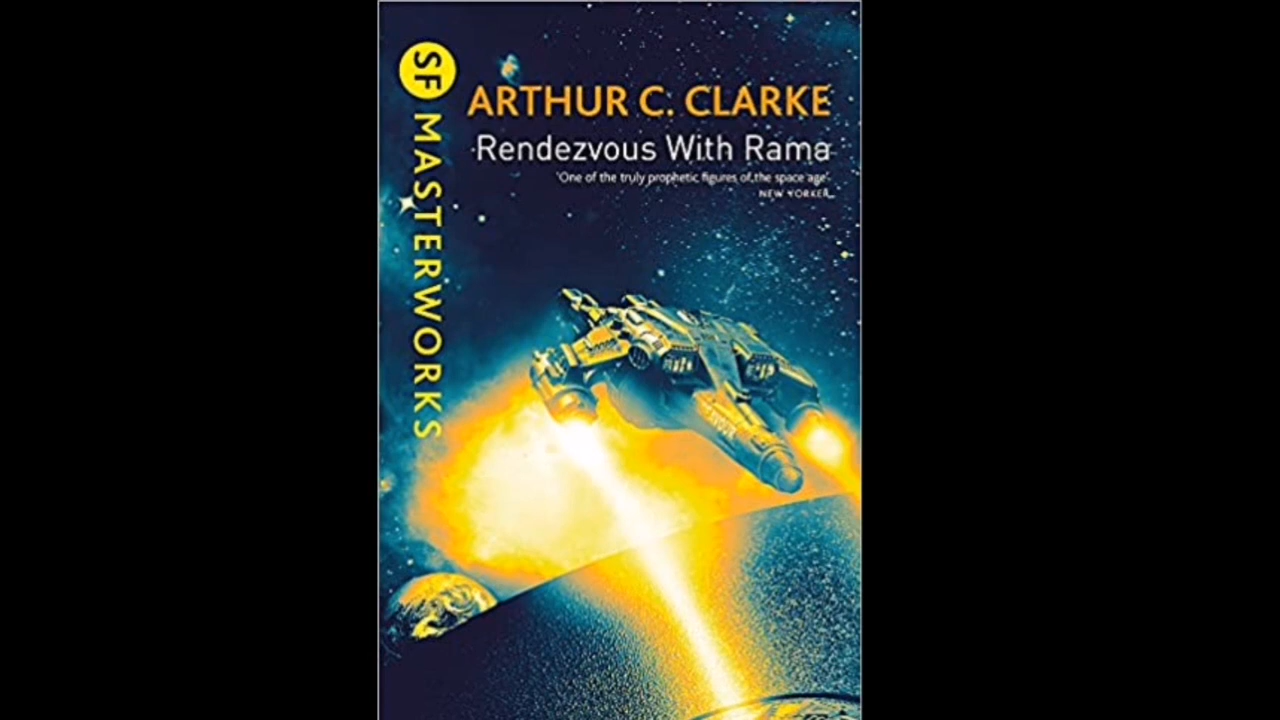 SF MASTERWORKS
ARTHUR C. CLARKE
Rendezvous With Rama
'One of the truly prophetic figures of the space age'
NEW YORKER